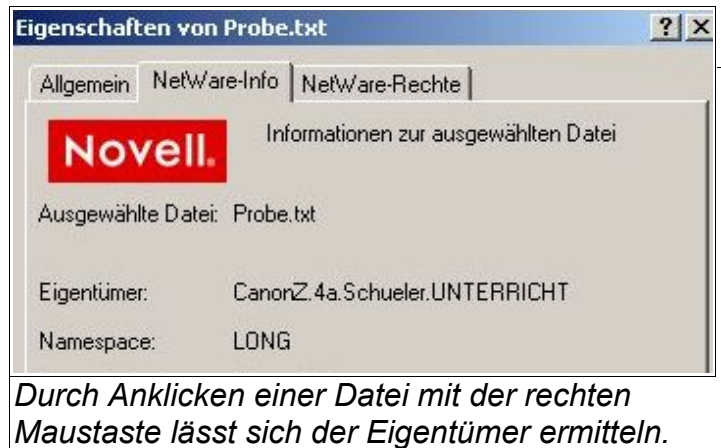 Eigenschaften von Probe.txt
Allgemein NetWare-Info NetWare-Rechte
Novell.
Informationen zur ausgewählten Datei
Ausgewählte Datei: Probe.txt
Eigentümer: CanonZ.4a.Schueler.UNTERRICHT
Namespace: LONG
Durch Anklicken einer Datei mit der rechten
Maustaste lässt sich der Eigentümer ermitteln.